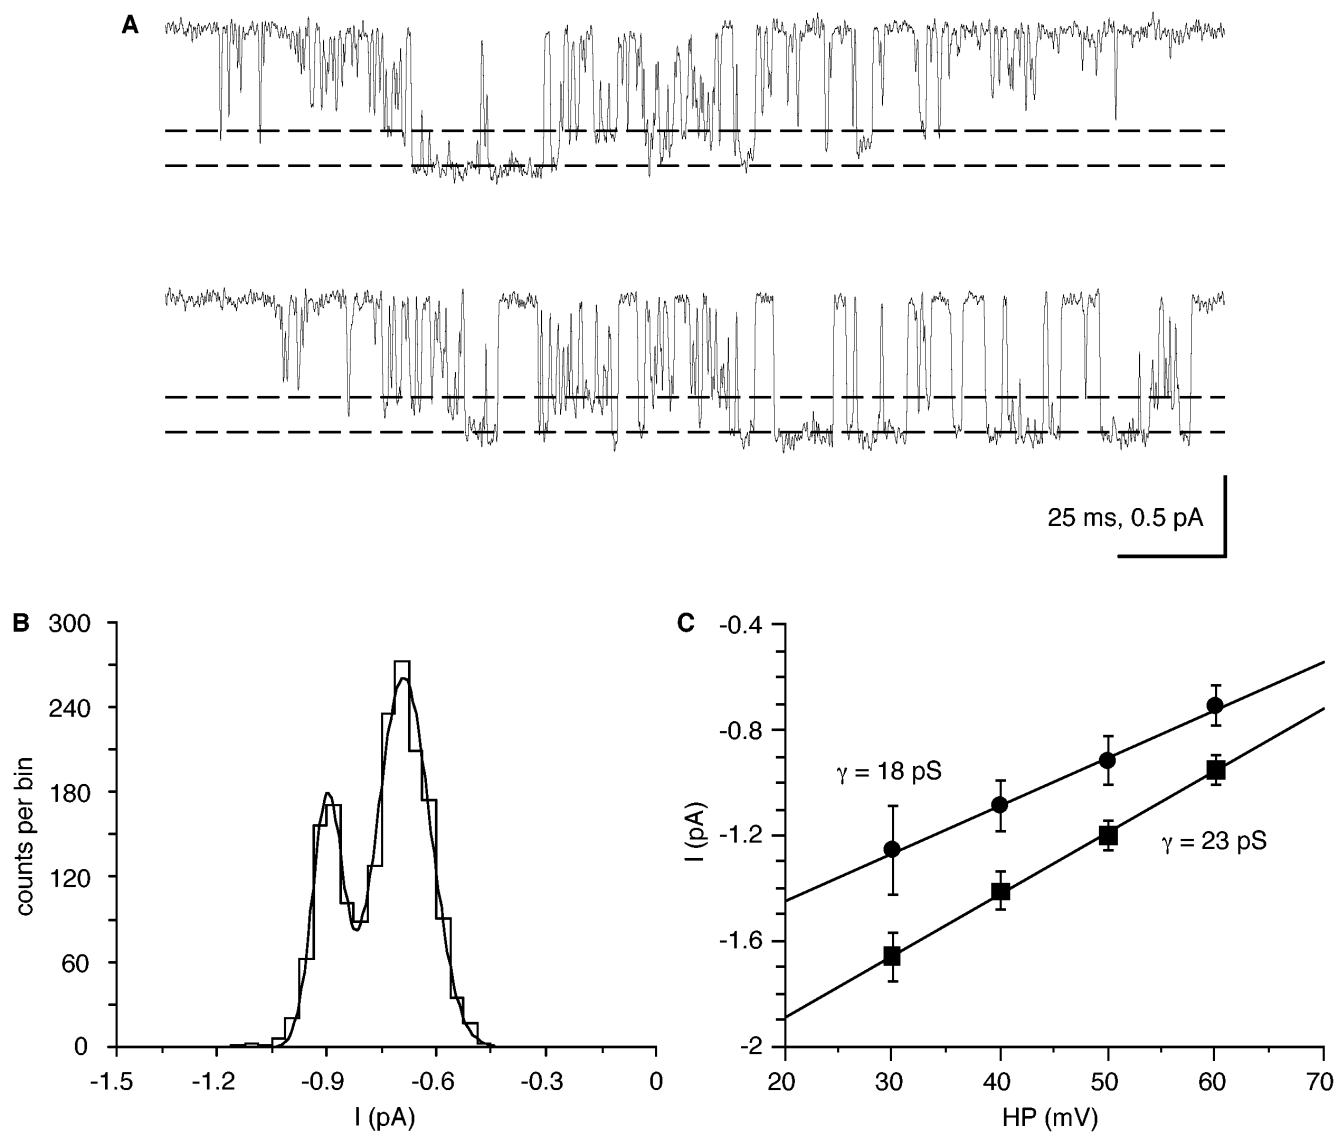 A
25 ms, 0.5 pA
B
300
240
180
120
60
0
counts per bin
-1.5 -1.2 -0.9 -0.6 -0.3 0
I (pA)
C
-0.4
-0.8
-1.2
-1.6
-2
I (pA)
γ = 18 pS
γ = 23 pS
20 30 40 50 60 70
HP (mV)